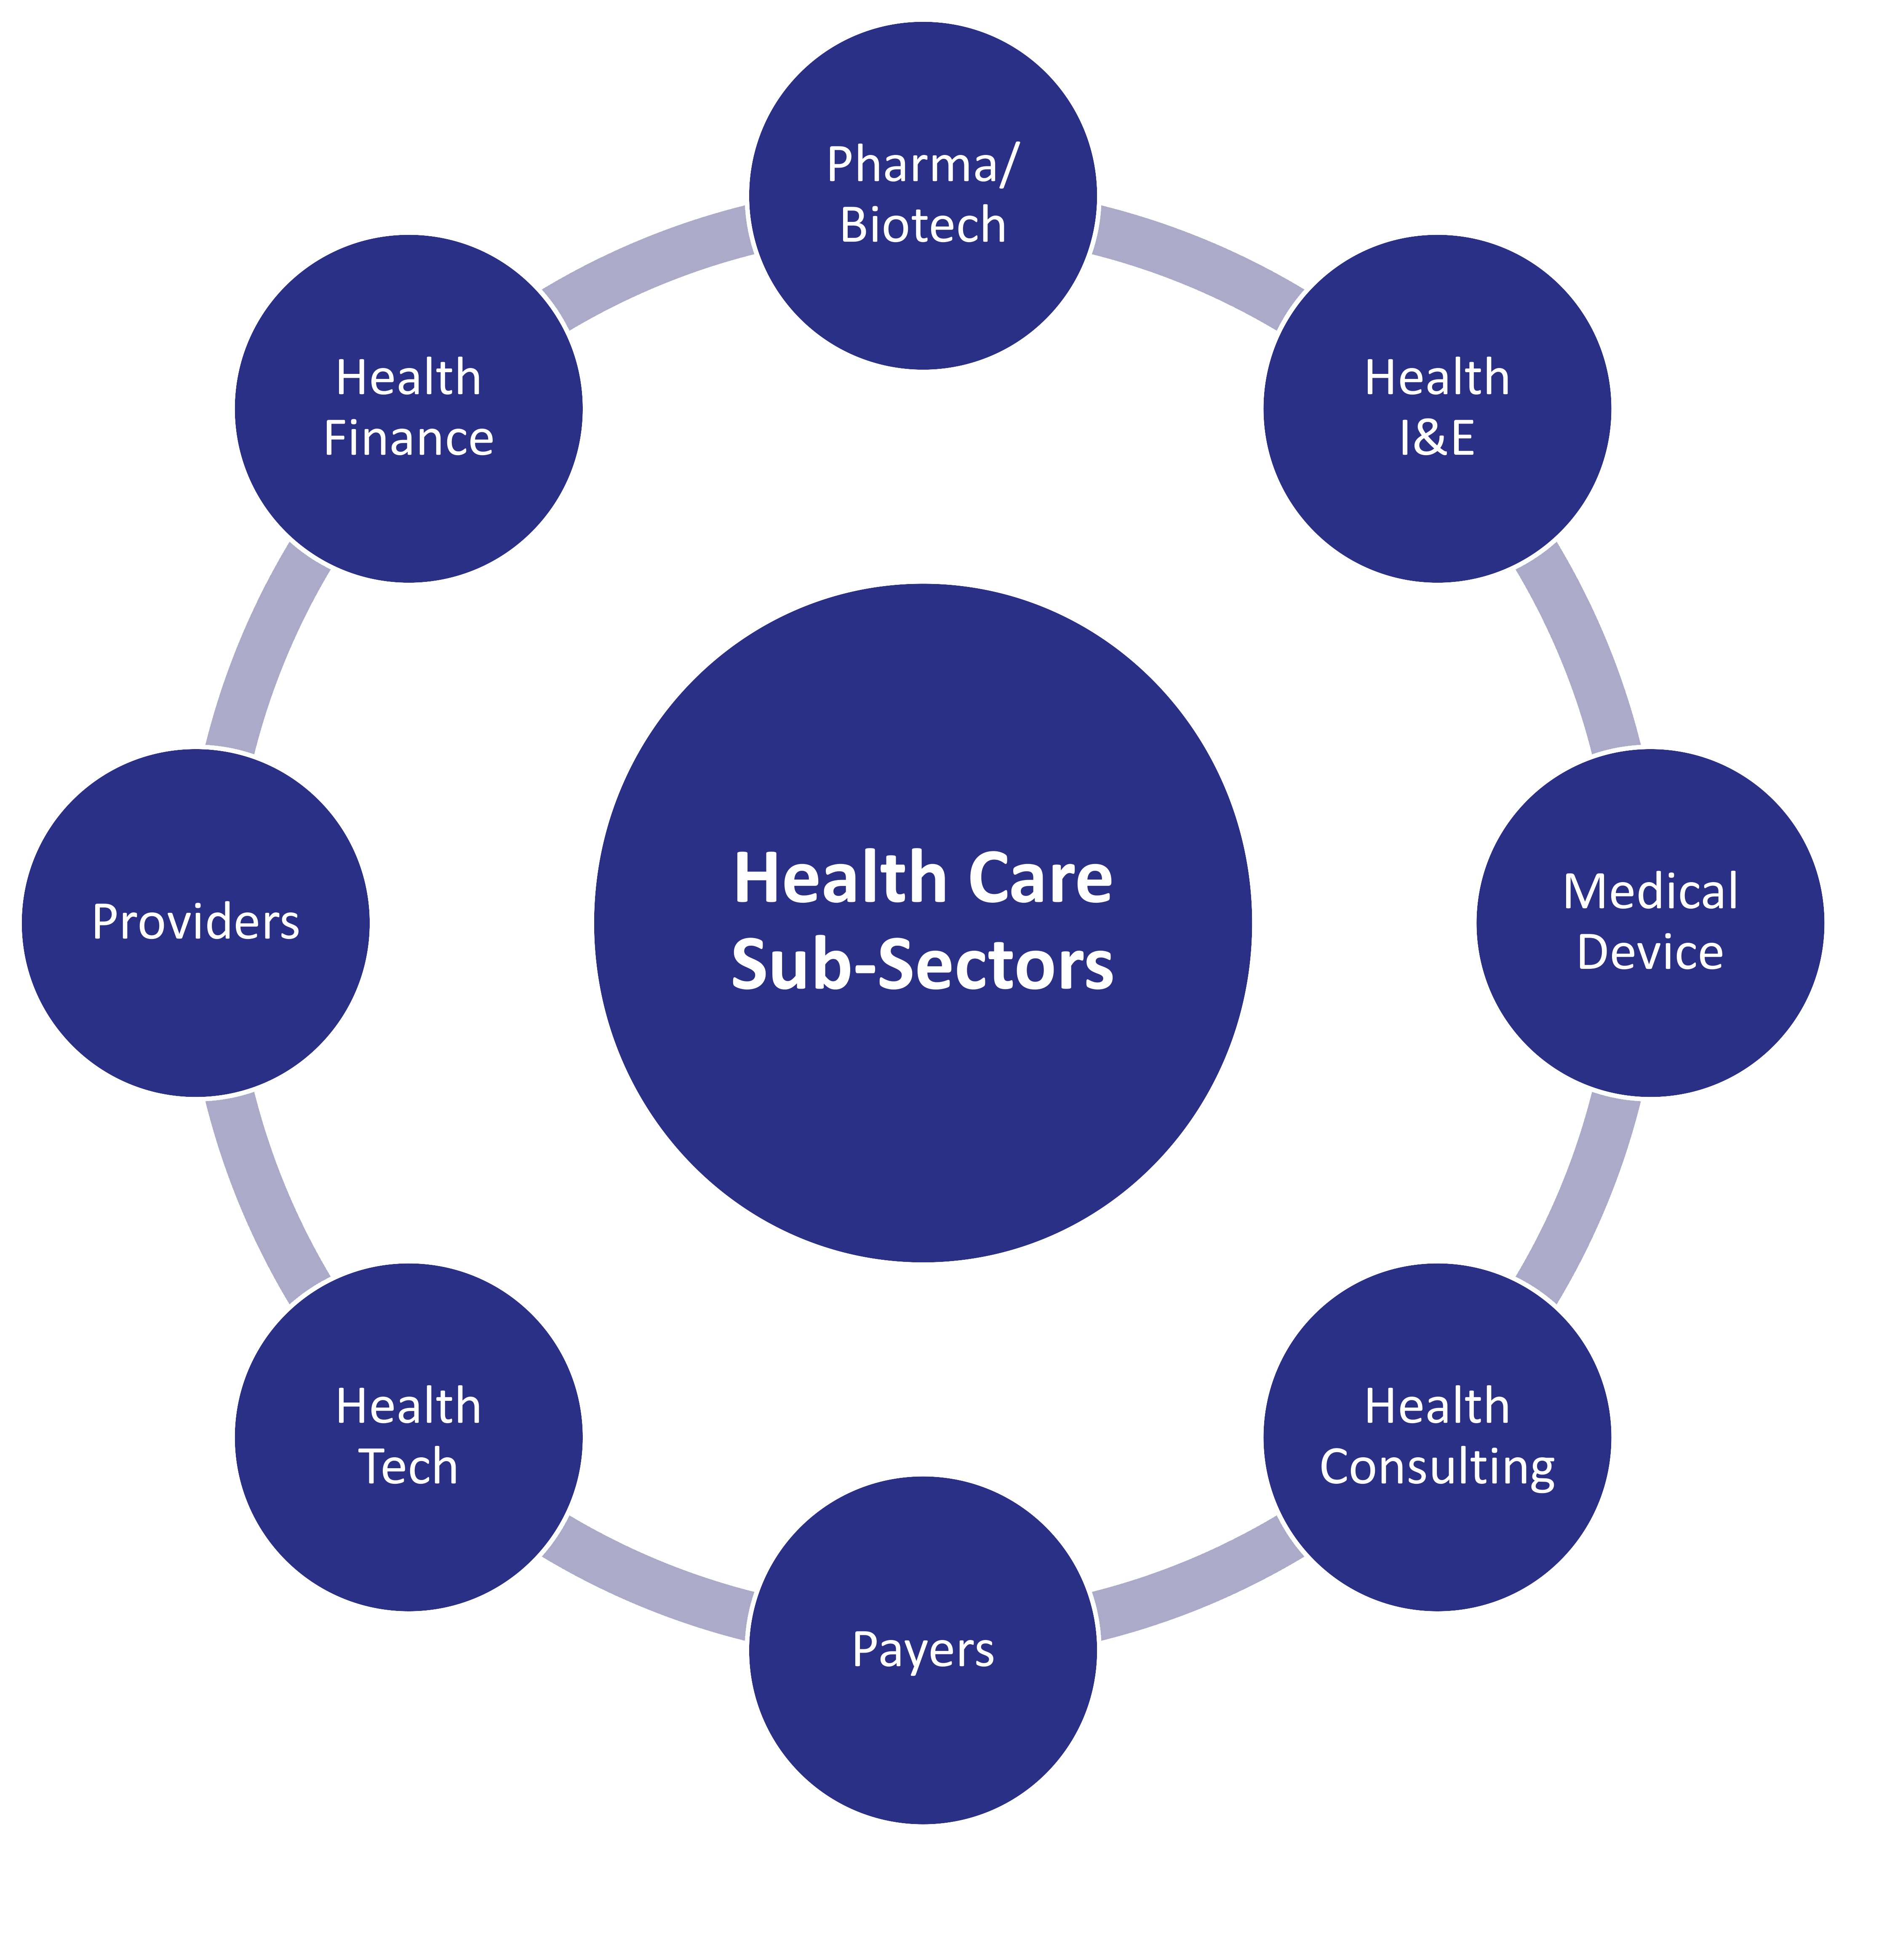 Pharma/
Biotech
Health
I&E
Medical
Device
Health
Consulting
Payers
Health
Tech
Providers
Health
Finance
Health Care
Sub-Sectors